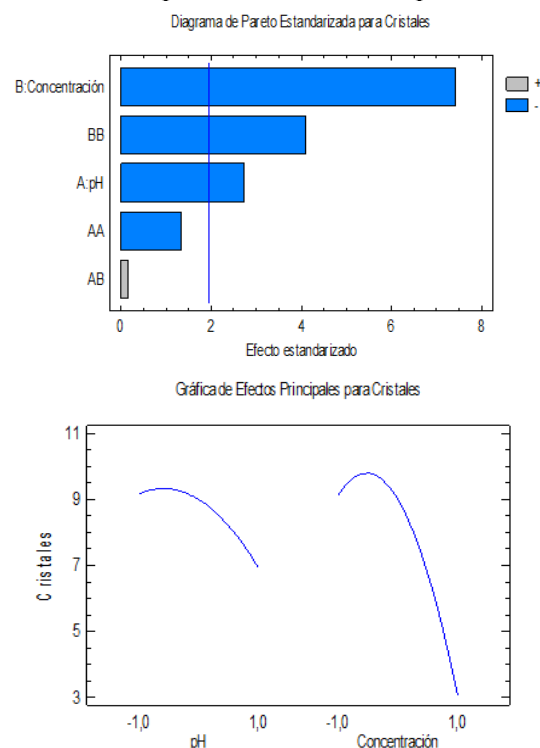 Diagrama de Pareto Estandarizada para Cristales
B:Concentración
BB
A:pH
AA
AB
+
-
0 2 4 6 8
Efecto estandarizado
Gráfica de Efectos Principales para Cristales
Cristales
11
9
7
5
3
-1,0 1,0 -1,0 1,0
pH Concentración